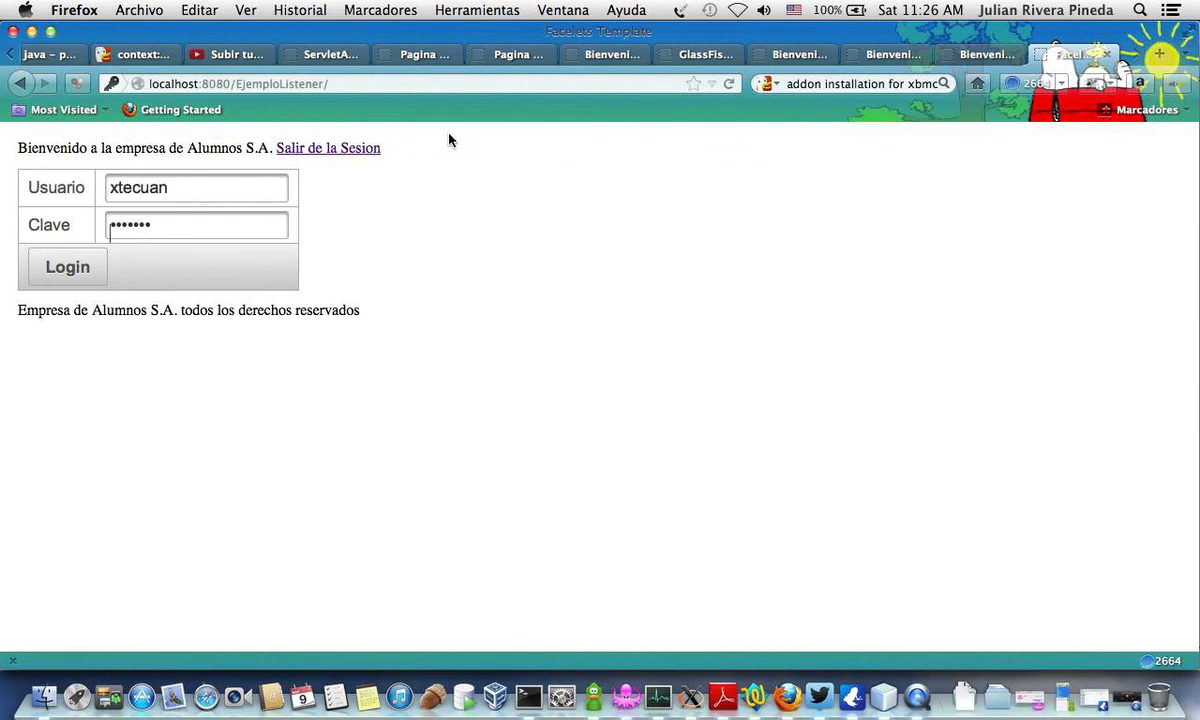 Firefox Archivo Editar Ver Historial Marcadores Herramientas Ventana Ayuda 100% Sat 11:26 AM Julian Rivera Pineda
Facelets Template
java – p... context:... Subir tu... ServletA... Pagina ... Pagina ... Bienveni... GlassFis... Bienveni... Bienveni... Bienveni... Facel
localhost:8080/EjemploListener/ addon installation for xbmc 2664 a
Most Visited Getting Started Marcadores
Bienvenido a la empresa de Alumnos S.A. Salir de la Sesion
Usuario xtecuan
Clave •••••••
Login
Empresa de Alumnos S.A. todos los derechos reservados
2664
9